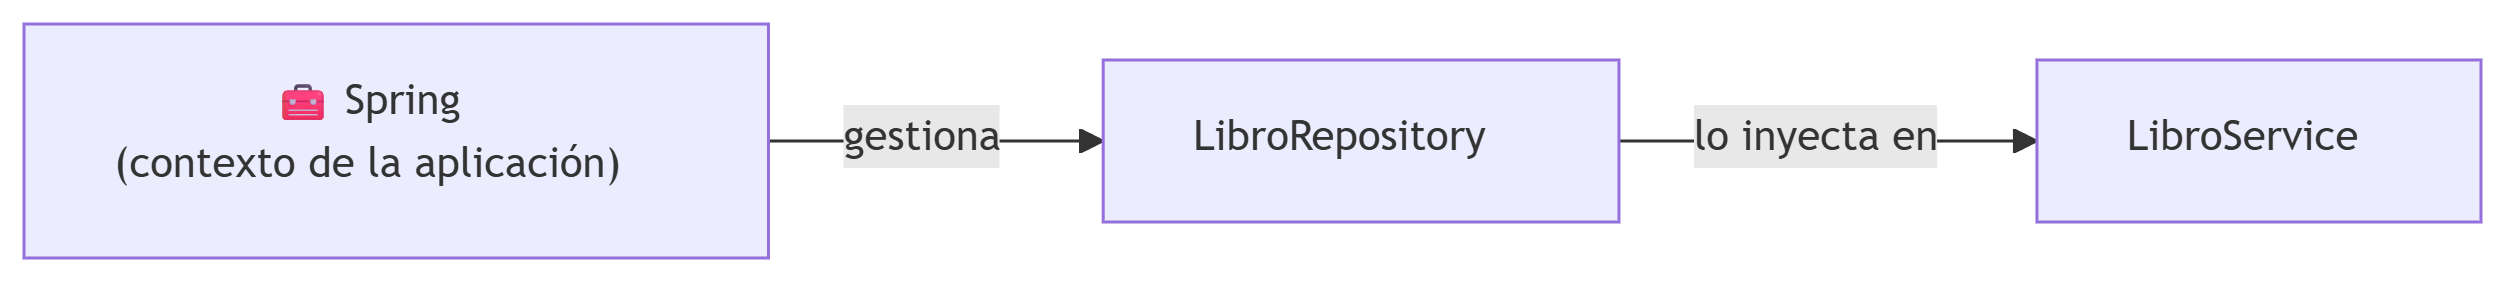 🧰 Spring
(contexto de la aplicación)
gestiona
LibroRepository
lo inyecta en
LibroService